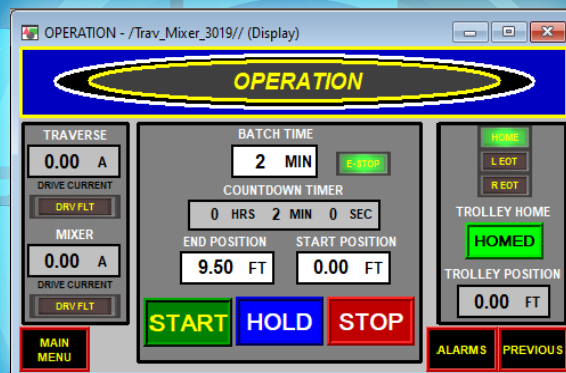 OPERATION - /Trav_Mixer_3019// (Display)
OPERATION
TRAVERSE
0.00 A
DRIVE CURRENT
DRV FLT
MIXER
0.00 A
DRIVE CURRENT
DRV FLT
MAIN
MENU
BATCH TIME
2 MIN
E-STOP
COUNTDOWN TIMER
0 HRS 2 MIN 0 SEC
END POSITION START POSITION
9.50 FT 0.00 FT
START HOLD STOP
HOME
L EOT
R EOT
TROLLEY HOME
HOMED
TROLLEY POSITION
0.00 FT
ALARMS PREVIOUS